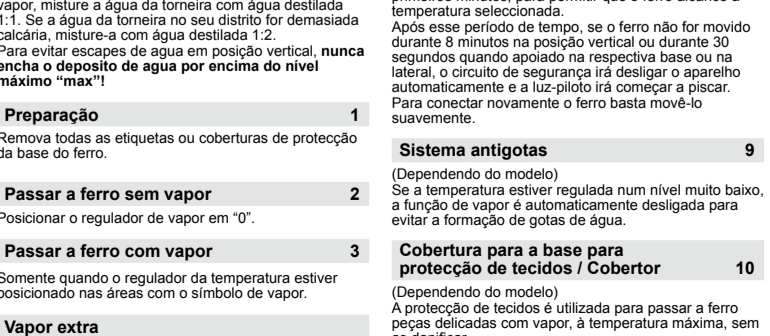 vapor, misture a água da torneira com água destilada
1:1. Se a água da torneira no seu distrito for demasiada
calcária, misture-a com água destilada 1:2.
Para evitar escapes de agua em posição vertical, nunca
encha o deposito de agua por encima do nível
máximo “max”!
Preparação 1
Remova todas as etiquetas ou coberturas de protecção
da base do ferro.
Passar a ferro sem vapor 2
Posicionar o regulador de vapor em “0”.
Passar a ferro com vapor 3
Somente quando o regulador da temperatura estiver
posicionado nas áreas com o símbolo de vapor.
Vapor extra
primeiros minutos, para permitir que o ferro alcance a
temperatura seleccionada.
Após esse período de tempo, se o ferro não for movido
durante 8 minutos na posição vertical ou durante 30
segundos quando apoiado na respectiva base ou na
lateral, o circuito de segurança irá desligar o aparelho
automaticamente e a luz-piloto irá começar a piscar.
Para conectar novamente o ferro basta movê-lo
suavemente.
Sistema antigotas 9
(Dependendo do modelo)
Se a temperatura estiver regulada num nível muito baixo,
a função de vapor é automaticamente desligada para
evitar a formação de gotas de água.
Cobertura para a base para
protecção de tecidos / Cobertor 10
(Dependendo do modelo)
A protecção de tecidos é utilizada para passar a ferro
peças delicadas com vapor, à temperatura máxima, sem